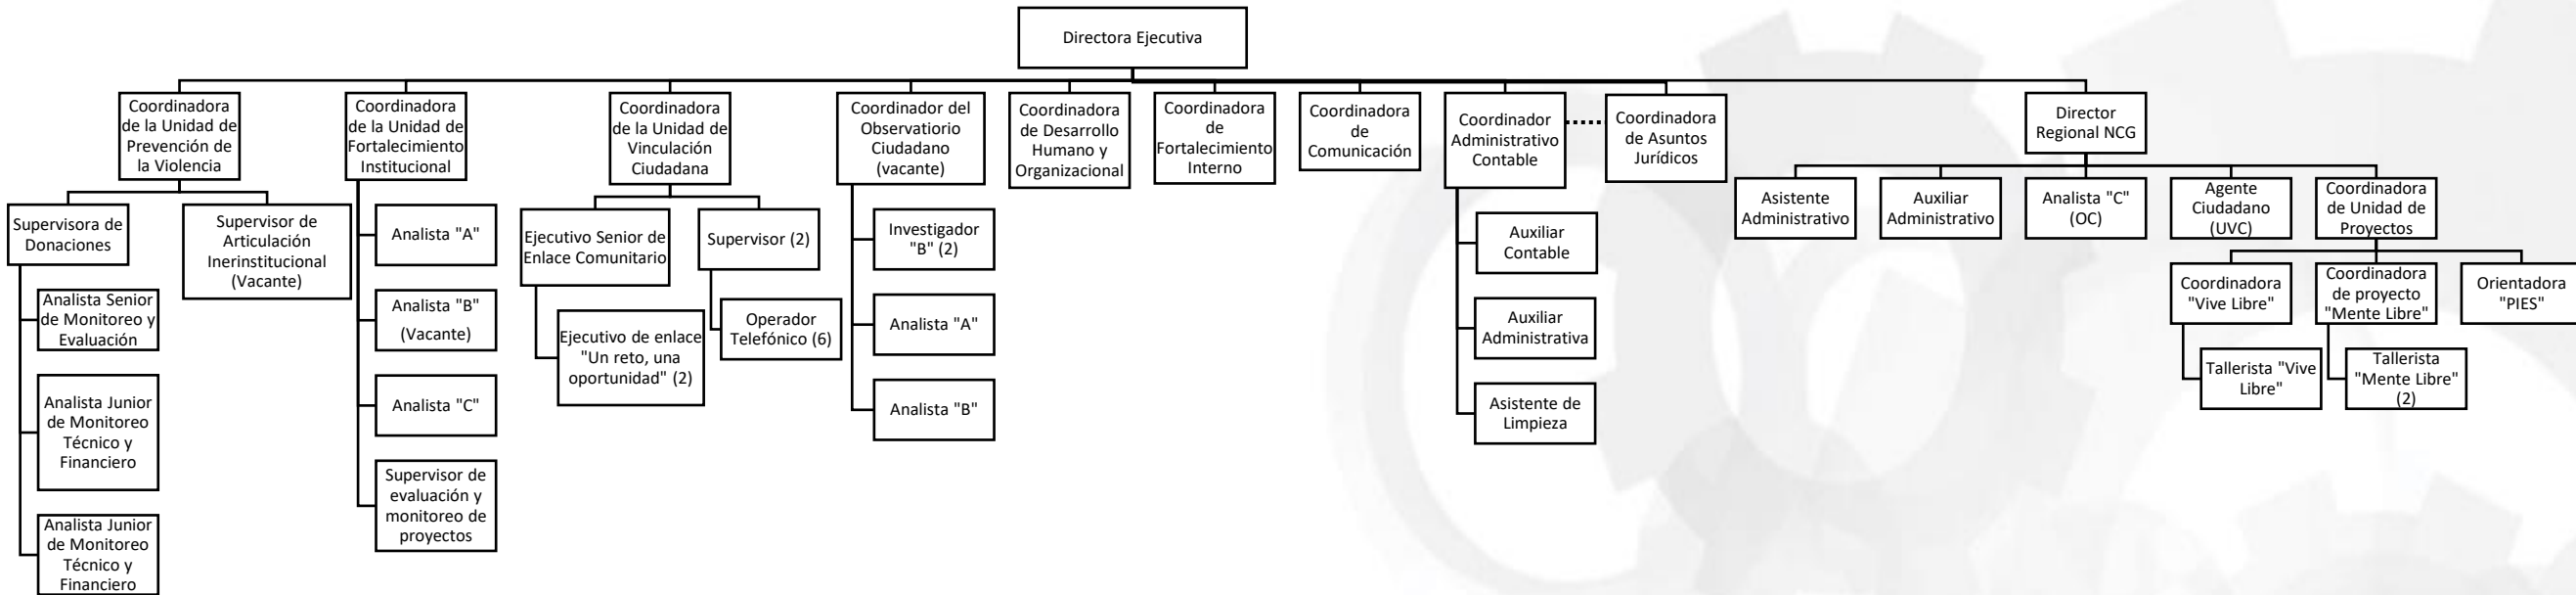 Directora Ejecutiva
Coordinadora
de la Unidad de
Prevención de
la Violencia
Coordinadora
de la Unidad de
Fortalecimiento
Institucional
Coordinadora
de la Unidad de
Vinculación
Ciudadana
Coordinador del
Observatiorio
Ciudadano
(vacante)
Coordinadora
de Desarrollo
Humano y
Organizacional
Coordinadora
de
Fortalecimiento
Interno
Coordinadora
de
Comunicación
Coordinador
Administrativo
Contable
Coordinadora
de Asuntos
Jurídicos
Director
Regional NCG
Supervisora de
Donaciones
Analista Senior
de Monitoreo y
Evaluación
Analista Junior
de Monitoreo
Técnico y
Financiero
Analista Junior
de Monitoreo
Técnico y
Financiero
Supervisor de
Articulación
Inerinstitucional
(Vacante)
Analista "A"
Analista "B"
(Vacante)
Analista "C"
Supervisor de
evaluación y
monitoreo de
proyectos
Ejecutivo Senior de
Enlace Comunitario
Ejecutivo de enlace
"Un reto, una
oportunidad" (2)
Supervisor (2)
Operador
Telefónico (6)
Investigador
"B" (2)
Analista "A"
Analista "B"
Auxiliar
Contable
Auxiliar
Administrativa
Asistente de
Limpieza
Asistente
Administrativo
Auxiliar
Administrativo
Analista "C"
(OC)
Agente
Ciudadano
(UVC)
Coordinadora
de Unidad de
Proyectos
Coordinadora
"Vive Libre"
Tallerista "Vive
Libre"
Coordinadora
de proyecto
"Mente Libre"
Tallerista
"Mente Libre"
(2)
Orientadora
"PIES"